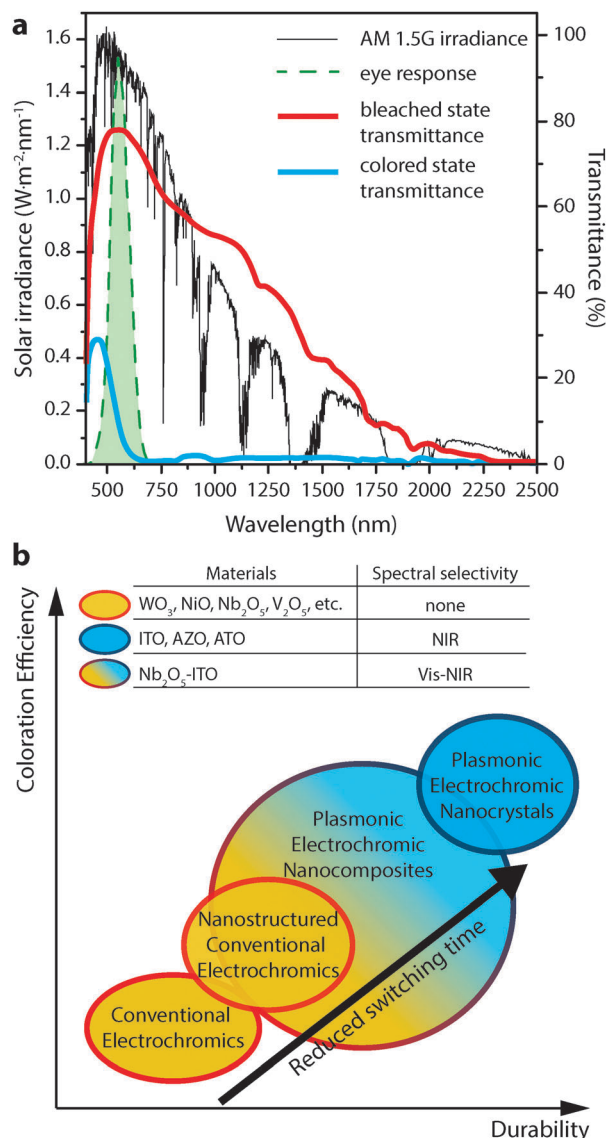 a
AM 1.5G irradiance
eye response
bleached state
transmittance
colored state
transmittance
Solar irradiance (W·m⁻²·nm⁻¹)
1.6
1.4
1.2
1.0
0.8
0.6
0.4
0.2
0.0
100
80
60
40
20
0
Transmittance (%)
500 750 1000 1250 1500 1750 2000 2250 2500
Wavelength (nm)
b
Materials Spectral selectivity
WO₃, NiO, Nb₂O₅, V₂O₅, etc. none
ITO, AZO, ATO NIR
Nb₂O₅-ITO Vis-NIR
Coloration Efficiency
Plasmonic
Electrochromic
Nanocrystals
Plasmonic
Electrochromic
Nanocomposites
Nanostructured
Conventional
Electrochromics
Conventional
Electrochromics
Reduced switching time
Durability